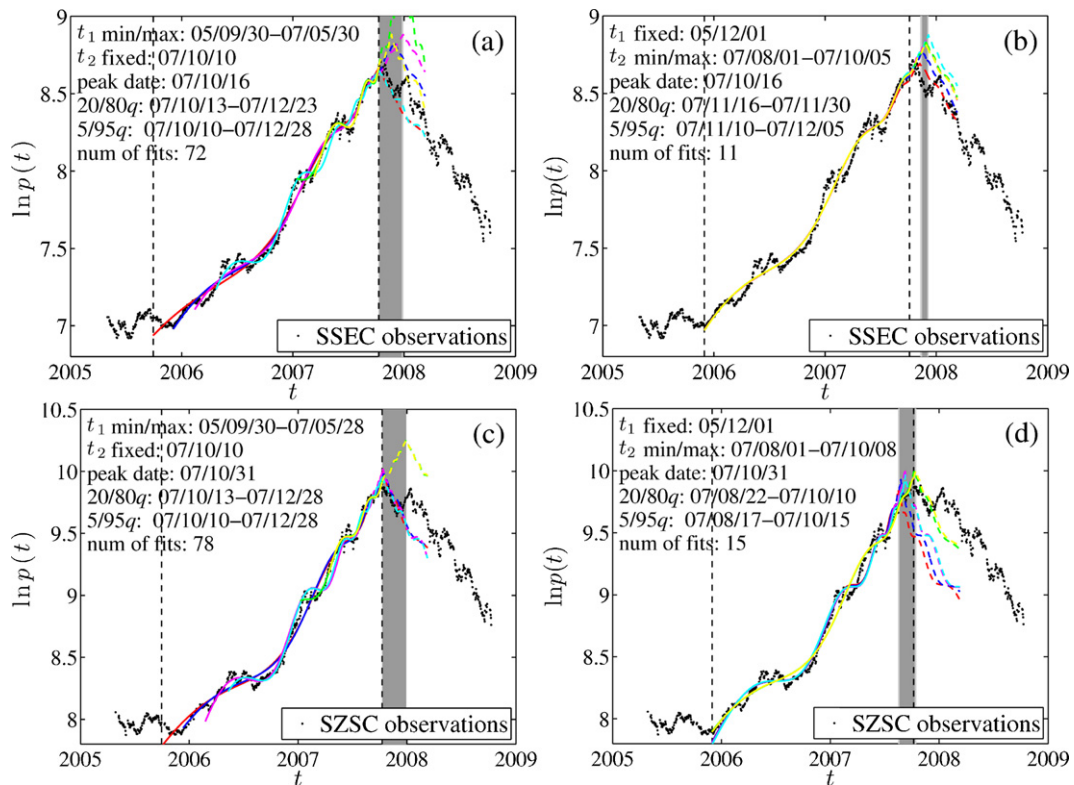 (a)
t₁ min/max: 05/09/30–07/05/30
t₂ fixed: 07/10/10
peak date: 07/10/16
20/80q: 07/10/13–07/12/23
5/95q: 07/10/10–07/12/28
num of fits: 72
ln p(t)
9
8.5
8
7.5
7
SSEC observations
2005 2006 2007 2008 2009
t
(b)
t₁ fixed: 05/12/01
t₂ min/max: 07/08/01–07/10/05
peak date: 07/10/16
20/80q: 07/11/16–07/11/30
5/95q: 07/11/10–07/12/05
num of fits: 11
ln p(t)
9
8.5
8
7.5
7
SSEC observations
2005 2006 2007 2008 2009
t
(c)
t₁ min/max: 05/09/30–07/05/28
t₂ fixed: 07/10/10
peak date: 07/10/31
20/80q: 07/10/13–07/12/28
5/95q: 07/10/10–07/12/28
num of fits: 78
ln p(t)
10.5
10
9.5
9
8.5
8
SZSC observations
2005 2006 2007 2008 2009
t
(d)
t₁ fixed: 05/12/01
t₂ min/max: 07/08/01–07/10/08
peak date: 07/10/31
20/80q: 07/08/22–07/10/10
5/95q: 07/08/17–07/10/15
num of fits: 15
ln p(t)
10.5
10
9.5
9
8.5
8
SZSC observations
2005 2006 2007 2008 2009
t